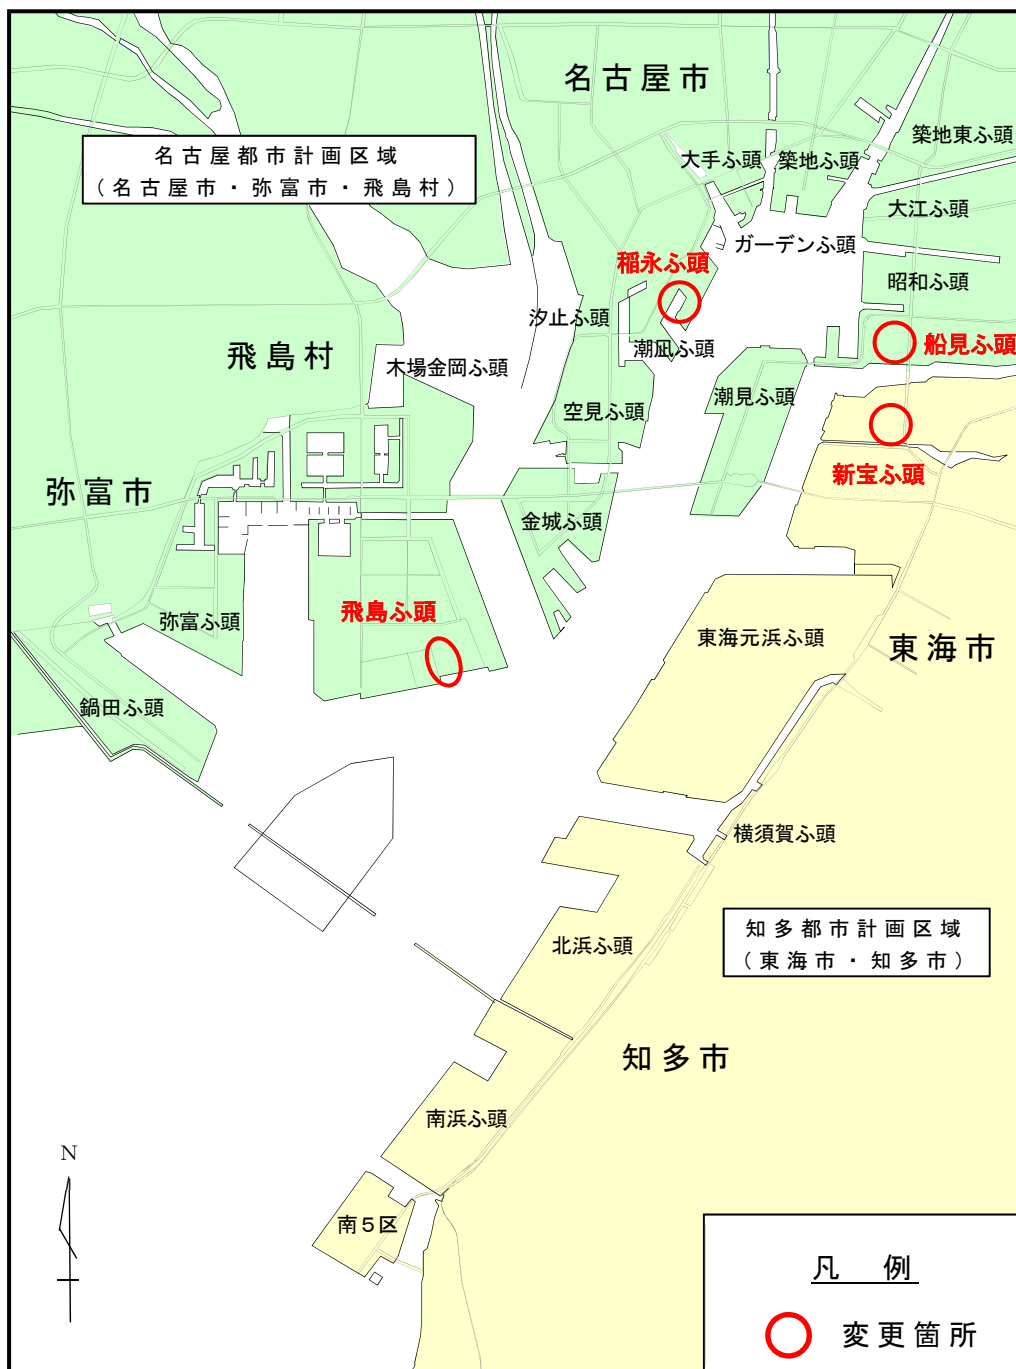 名古屋市
名古屋都市計画区域
（名古屋市・弥富市・飛島村）
築地東ふ頭
大手ふ頭
築地ふ頭
大江ふ頭
ガーデンふ頭
稲永ふ頭
昭和ふ頭
汐止ふ頭
船見ふ頭
潮凪ふ頭
飛島村
木場金岡ふ頭
潮見ふ頭
空見ふ頭
新宝ふ頭
弥富市
金城ふ頭
飛島ふ頭
弥富ふ頭
東海元浜ふ頭
東海市
鍋田ふ頭
横須賀ふ頭
知多都市計画区域
（東海市・知多市）
北浜ふ頭
知多市
南浜ふ頭
N
南５区
凡例
変更箇所